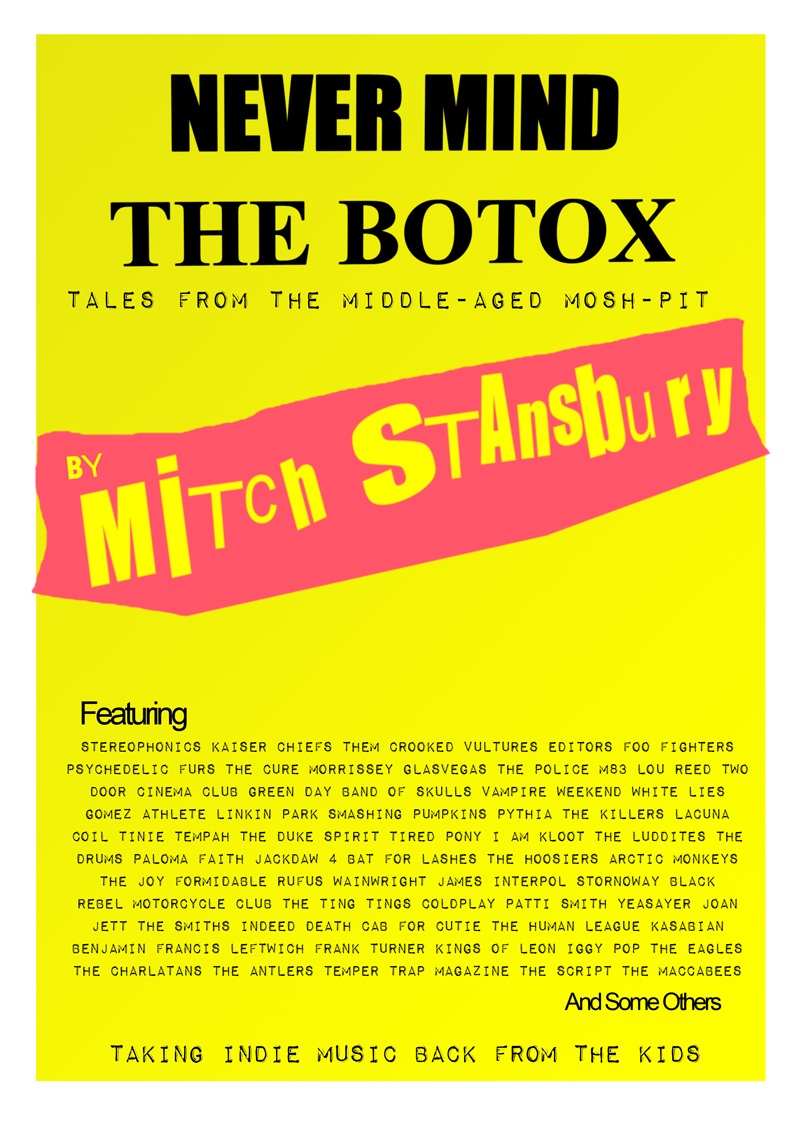 NEVER MIND
THE BOTOX
TALES FROM THE MIDDLE-AGED MOSH-PIT
BY
MiTch STAnsbury
Featuring
STEREOPHONICS KAISER CHIEFS THEM CROOKED VULTURES EDITORS FOO FIGHTERS
PSYCHEDELIC FURS THE CURE MORRISSEY GLASVEGAS THE POLICE M83 LOU REED TWO
DOOR CINEMA CLUB GREEN DAY BAND OF SKULLS VAMPIRE WEEKEND WHITE LIES
GOMEZ ATHLETE LINKIN PARK SMASHING PUMPKINS PYTHIA THE KILLERS LACUNA
COIL TINIE TEMPAH THE DUKE SPIRIT TIRED PONY I AM KLOOT THE LUDDITES THE
DRUMS PALOMA FAITH JACKDAW 4 BAT FOR LASHES THE HOOSIERS ARCTIC MONKEYS
THE JOY FORMIDABLE RUFUS WAINWRIGHT JAMES INTERPOL STORNOWAY BLACK
REBEL MOTORCYCLE CLUB THE TING TINGS COLDPLAY PATTI SMITH YEASAYER JOAN
JETT THE SMITHS INDEED DEATH CAB FOR CUTIE THE HUMAN LEAGUE KASABIAN
BENJAMIN FRANCIS LEFTWICH FRANK TURNER KINGS OF LEON IGGY POP THE EAGLES
THE CHARLATANS THE ANTLERS TEMPER TRAP MAGAZINE THE SCRIPT THE MACCABEES
And Some Others
TAKING INDIE MUSIC BACK FROM THE KIDS